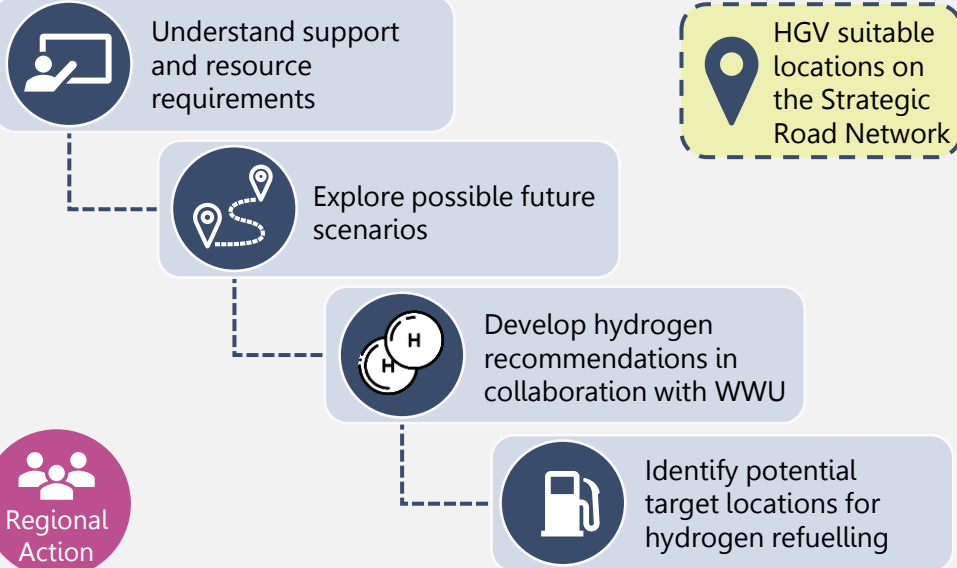 Understand support
and resource
requirements
HGV suitable
locations on
the Strategic
Road Network
Explore possible future
scenarios
H
H
Develop hydrogen
recommendations in
collaboration with WWU
Identify potential
target locations for
hydrogen refuelling
Regional
Action